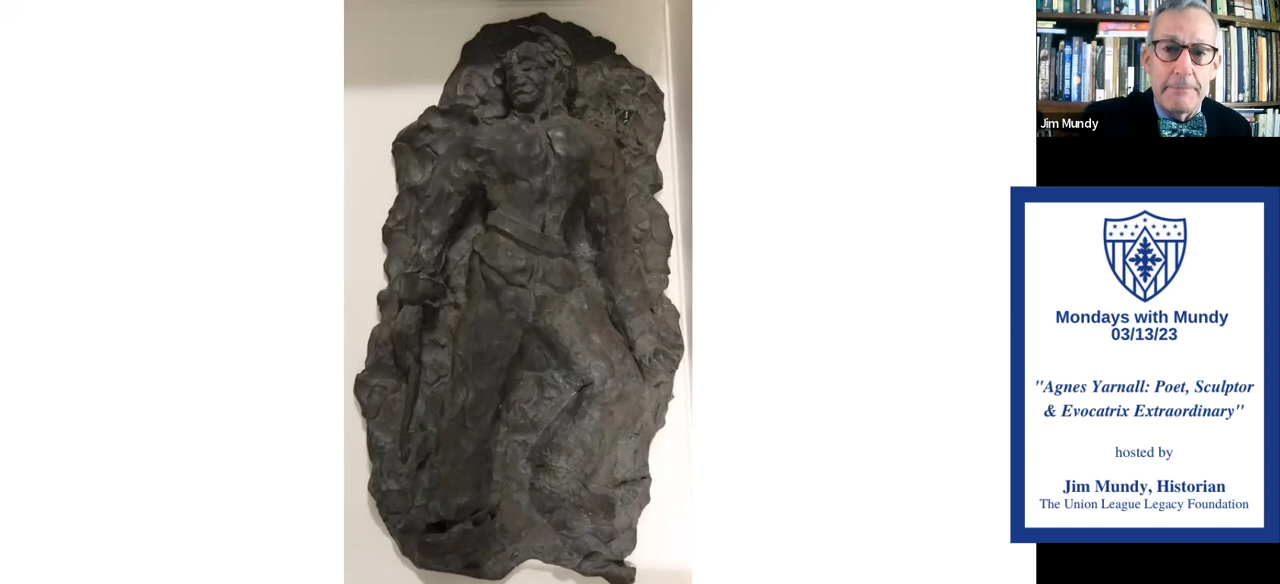 Jim Mundy
Mondays with Mundy
03/13/23
"Agnes Yarnall: Poet, Sculptor
& Evocatrix Extraordinary"
hosted by
Jim Mundy, Historian
The Union League Legacy Foundation